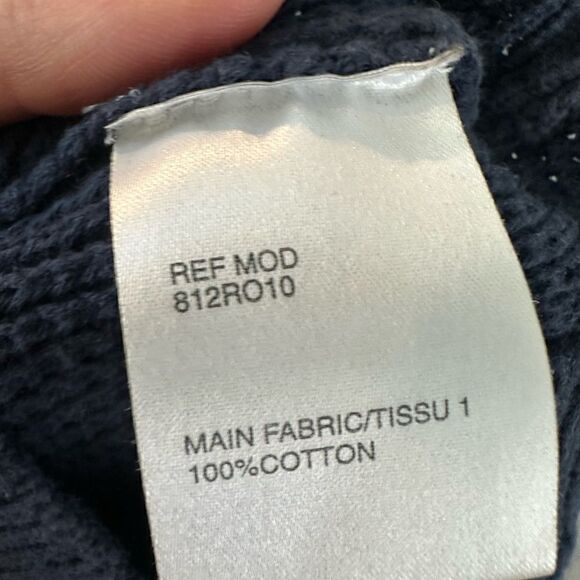 REF MOD
812RO10
MAIN FABRIC/TISSU 1
100%COTTON